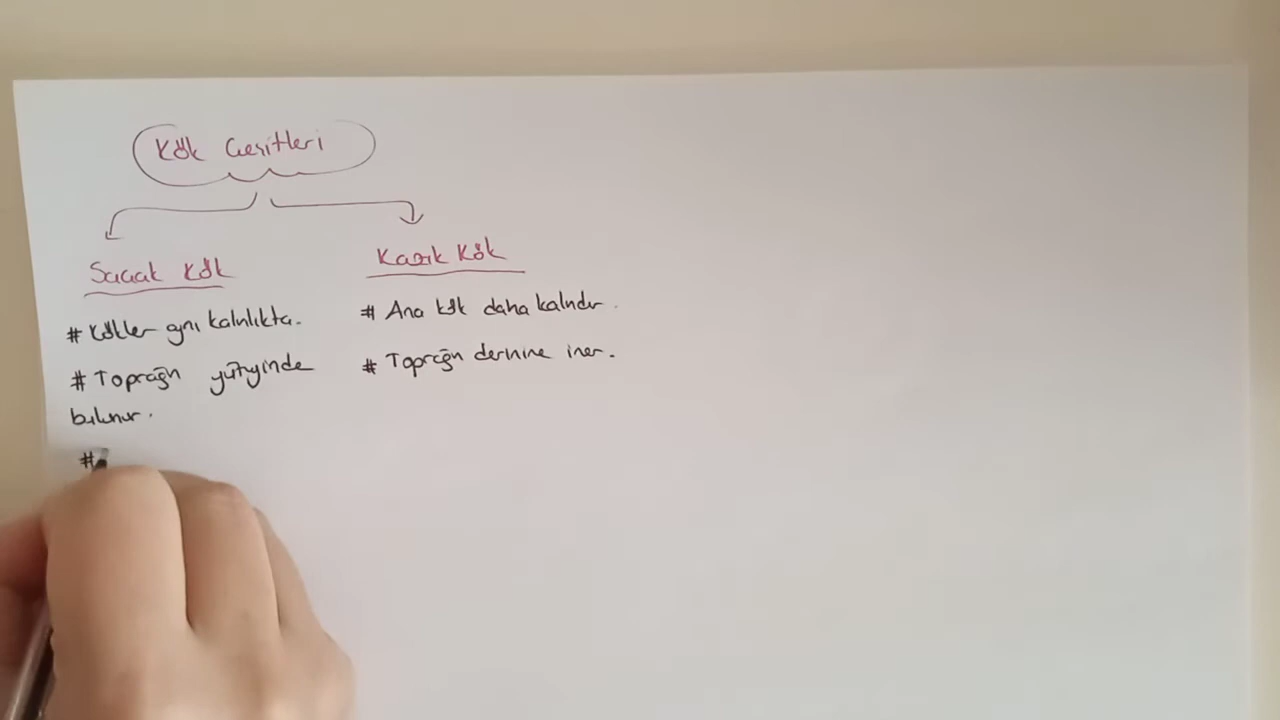 Kök Çeşitleri
Saçak Kök
# Kökler aynı kalınlıkta.
# Toprağın yüzeyinde
bulunur.
#
Kazık Kök
# Ana kök daha kalındır.
# Toprağın derinine iner.